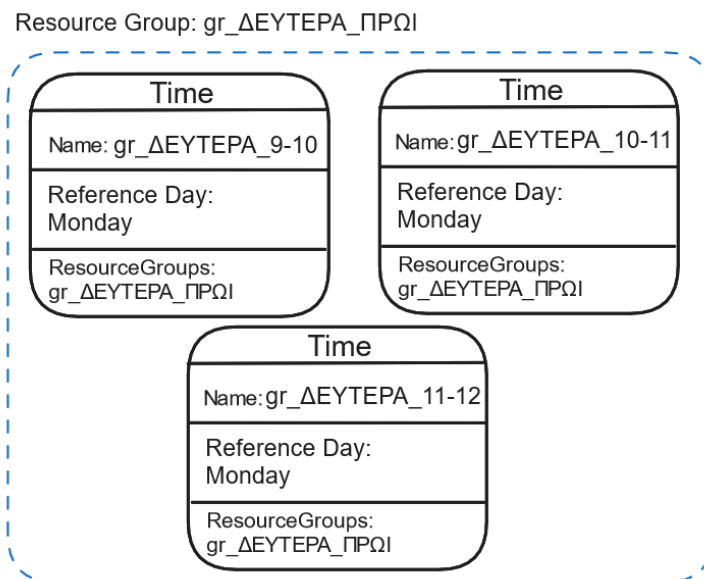 Resource Group: gr_ΔΕΥΤΕΡΑ_ΠΡΩΙ
Time
Name: gr_ΔΕΥΤΕΡΑ_9-10
Reference Day:
Monday
ResourceGroups:
gr_ΔΕΥΤΕΡΑ_ΠΡΩΙ
Time
Name: gr_ΔΕΥΤΕΡΑ_10-11
Reference Day:
Monday
ResourceGroups:
gr_ΔΕΥΤΕΡΑ_ΠΡΩΙ
Time
Name: gr_ΔΕΥΤΕΡΑ_11-12
Reference Day:
Monday
ResourceGroups:
gr_ΔΕΥΤΕΡΑ_ΠΡΩΙ